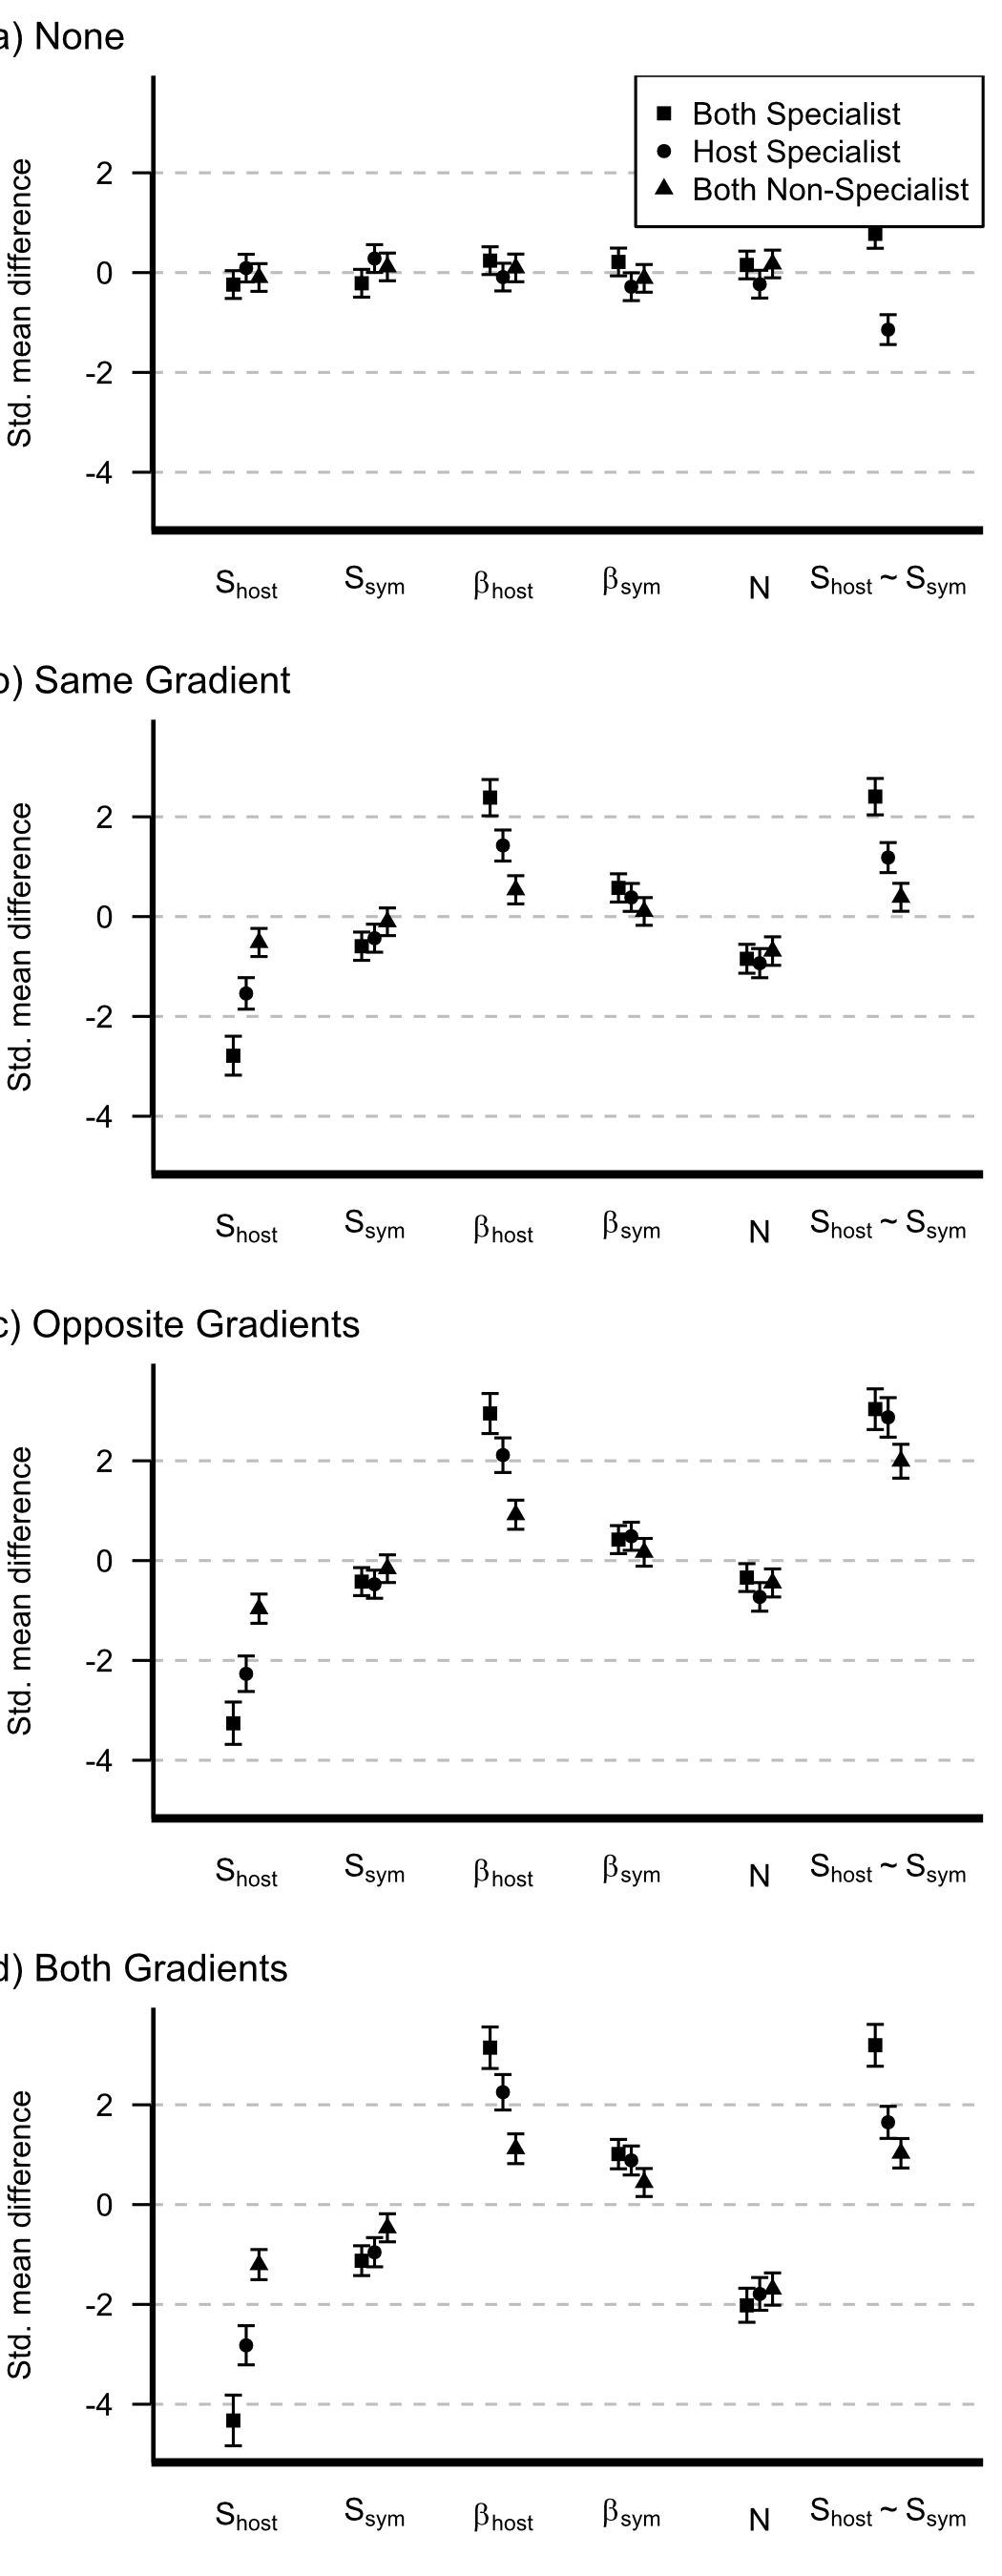 a) None
Both Specialist
Host Specialist
Both Non-Specialist
Std. mean difference
2
0
-2
-4
Shost Ssym βhost βsym N Shost ~ Ssym
b) Same Gradient
Std. mean difference
2
0
-2
-4
Shost Ssym βhost βsym N Shost ~ Ssym
c) Opposite Gradients
Std. mean difference
2
0
-2
-4
Shost Ssym βhost βsym N Shost ~ Ssym
d) Both Gradients
Std. mean difference
2
0
-2
-4
Shost Ssym βhost βsym N Shost ~ Ssym